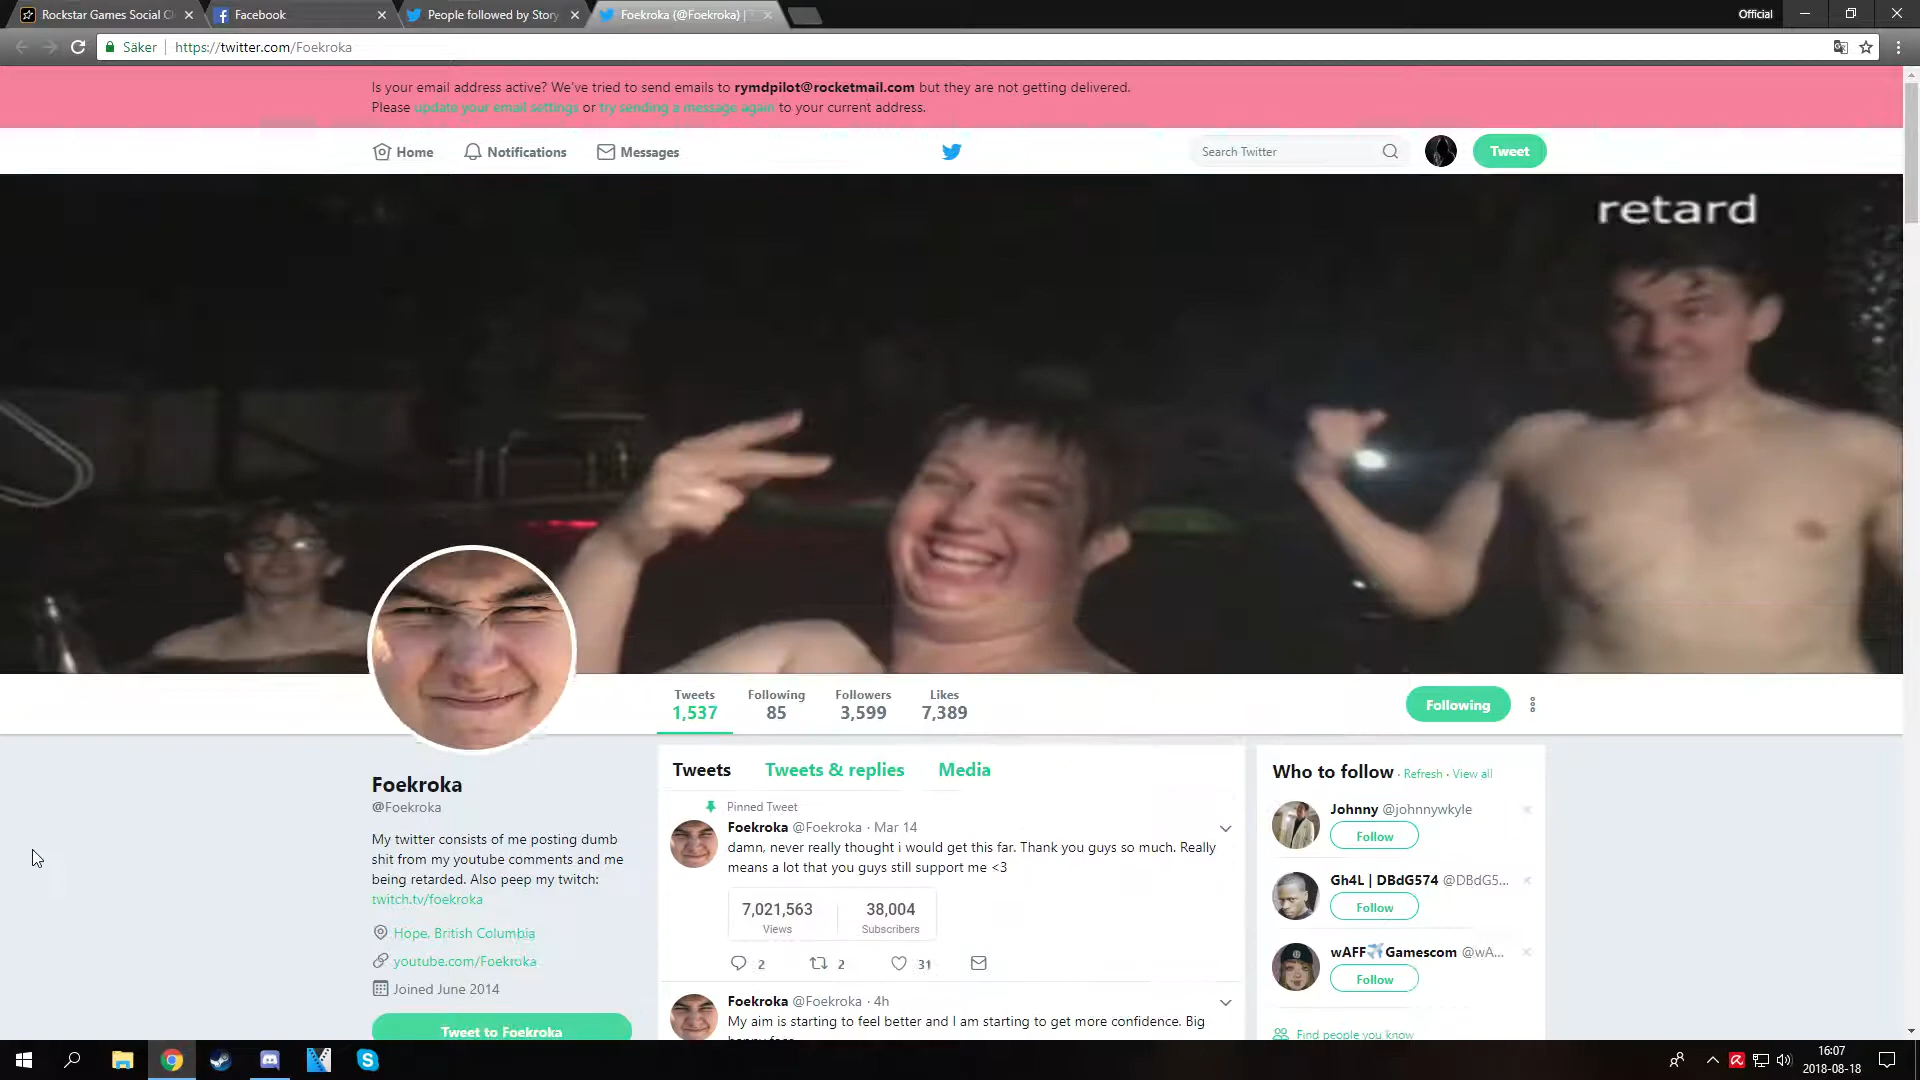 Rockstar Games Social C
Facebook
People followed by Story
Foekroka (@Foekroka) |
Official
Säker
https://twitter.com/Foekroka
Is your email address active? We've tried to send emails to rymdpilot@rocketmail.com but they are not getting delivered.
Please update your email settings or try sending a message again to your current address.
Home
Notifications
Messages
Search Twitter
Tweet
retard
Tweets
1,537
Following
85
Followers
3,599
Likes
7,389
Following
Foekroka
@Foekroka
My twitter consists of me posting dumb
shit from my youtube comments and me
being retarded. Also peep my twitch:
twitch.tv/foekroka
Hope, British Columbia
youtube.com/Foekroka
Joined June 2014
Tweet to Foekroka
Tweets
Tweets & replies
Media
Pinned Tweet
Foekroka @Foekroka · Mar 14
damn, never really thought i would get this far. Thank you guys so much. Really
means a lot that you guys still support me <3
7,021,563
Views
38,004
Subscribers
2
2
31
Foekroka @Foekroka · 4h
My aim is starting to feel better and I am starting to get more confidence. Big
Who to follow · Refresh · View all
Johnny @johnnywkyle
Follow
Gh4L | DBdG574 @DBdG5...
Follow
wAFF✈️Gamescom @wA...
Follow
Find people you know
16:07
2018-08-18